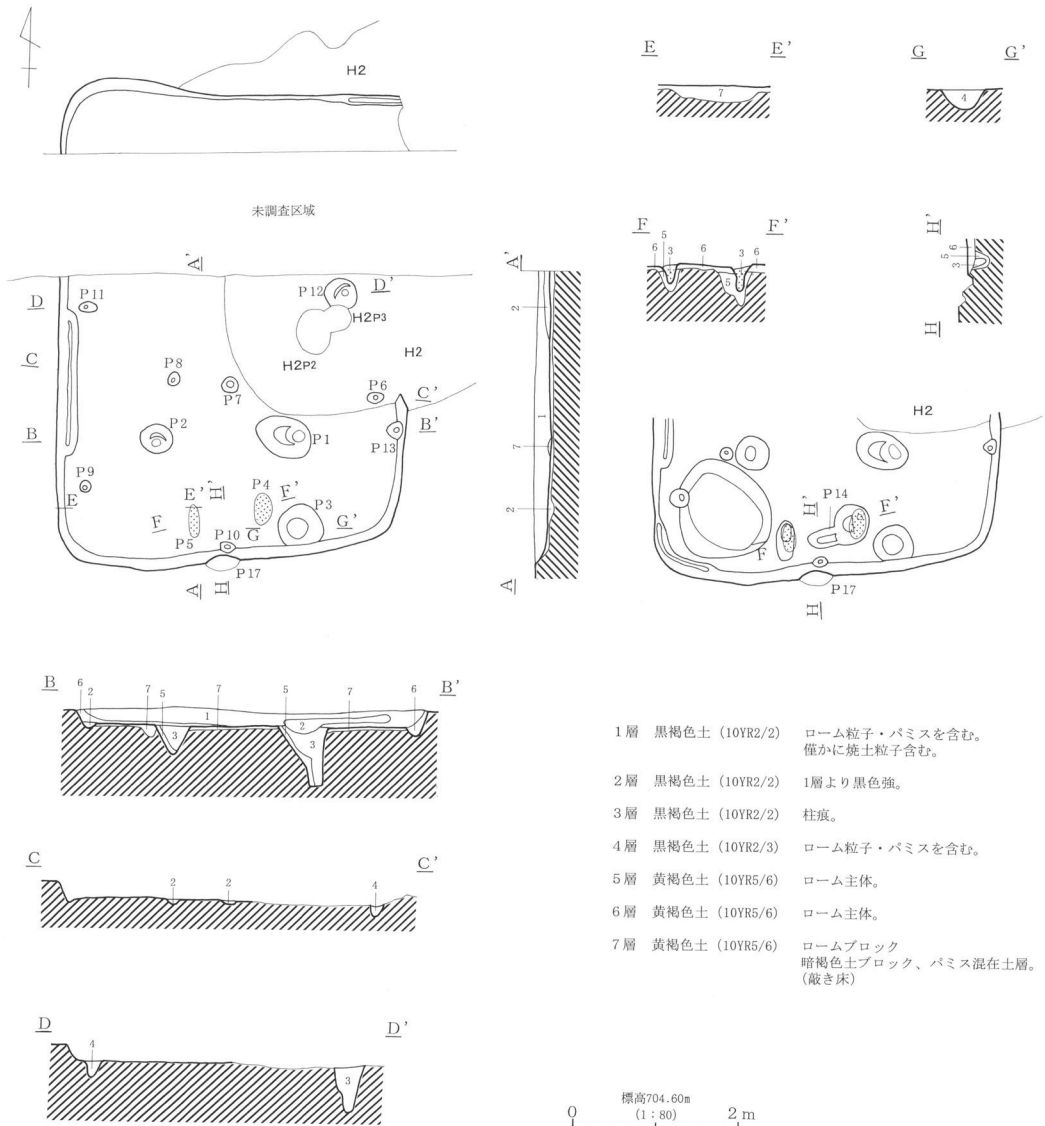 H2
E E' G G'
7
4
未調査区域
F F' H'
6 5 3 6 3 6
5
6
5
3
H
A' A'
D P11 P12 D'
H2P3
C P8 H2P2 H2
P7 P6 C'
B P2 P1 P13 B'
P9 P4
E E' H' F' P3
F P5 P10 G G'
P17
A H
2
1
7
2
A
H2
H' P14 F'
F
P17
H
B 6 2 7 5 7 5 7 6 B'
1
2
3 3
C 2 2 4 C'
D 4 D'
3
1層 黒褐色土 (10YR2/2) ローム粒子・パミスを含む。
僅かに焼土粒子含む。
2層 黒褐色土 (10YR2/2) 1層より黒色強。
3層 黒褐色土 (10YR2/2) 柱痕。
4層 黒褐色土 (10YR2/3) ローム粒子・パミスを含む。
5層 黄褐色土 (10YR5/6) ローム主体。
6層 黄褐色土 (10YR5/6) ローム主体。
7層 黄褐色土 (10YR5/6) ロームブロック
暗褐色土ブロック、パミス混在土層。
(敲き床)
標高704.60m
0 (1:80) 2m